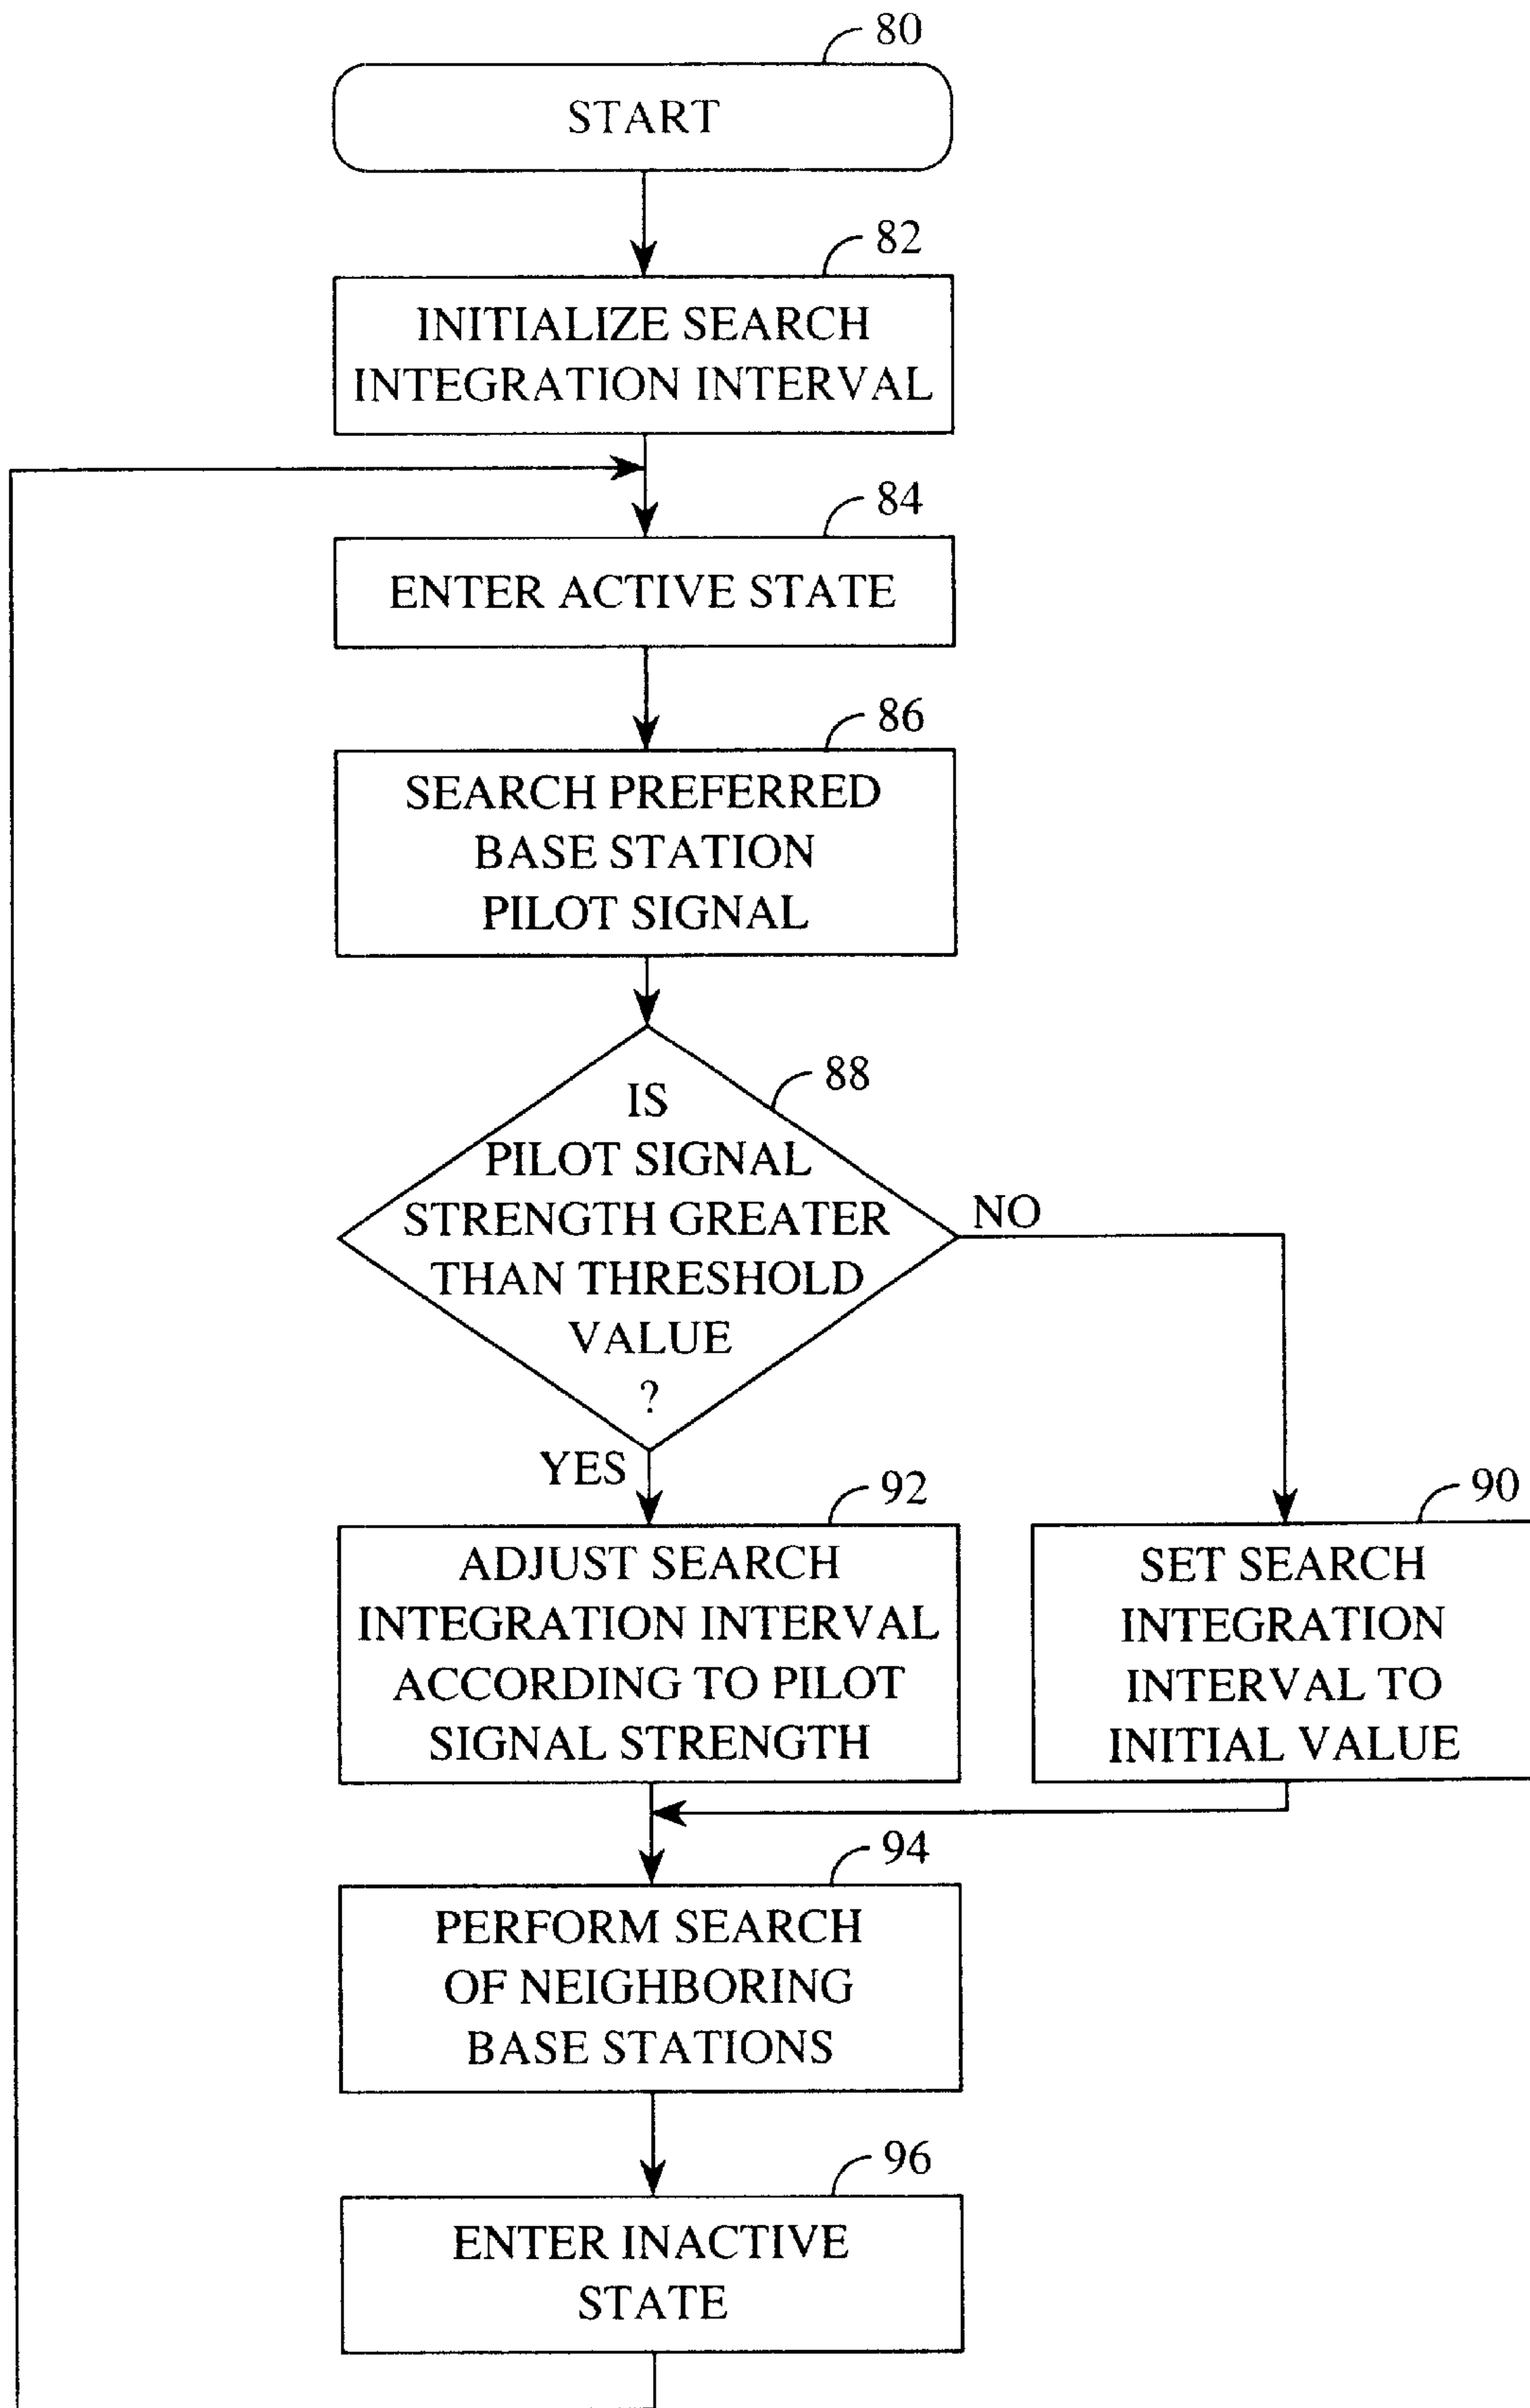 80
START
82
INITIALIZE SEARCH
INTEGRATION INTERVAL
84
ENTER ACTIVE STATE
86
SEARCH PREFERRED
BASE STATION
PILOT SIGNAL
88
IS
PILOT SIGNAL
STRENGTH GREATER
THAN THRESHOLD
VALUE
?
NO
YES
92
ADJUST SEARCH
INTEGRATION INTERVAL
ACCORDING TO PILOT
SIGNAL STRENGTH
90
SET SEARCH
INTEGRATION
INTERVAL TO
INITIAL VALUE
94
PERFORM SEARCH
OF NEIGHBORING
BASE STATIONS
96
ENTER INACTIVE
STATE